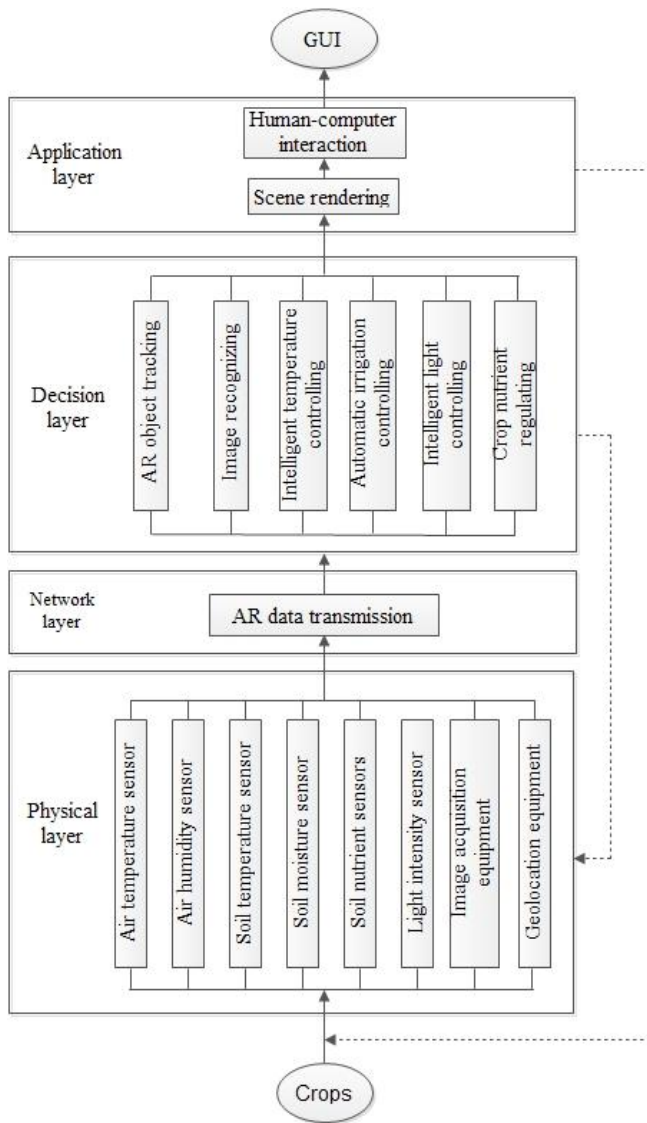 GUI
Human-computer
interaction
Application
layer
Scene rendering
Decision
layer
AR object tracking
Image recognizing
Intelligent temperature
controlling
Automatic irrigation
controlling
Intelligent light
controlling
Crop nutrient
regulating
Network
layer
AR data transmission
Physical
layer
Air temperature sensor
Air humidity sensor
Soil temperature sensor
Soil moisture sensor
Soil nutrient sensors
Light intensity sensor
Image acquisition
equipment
Geolocation equipment
Crops